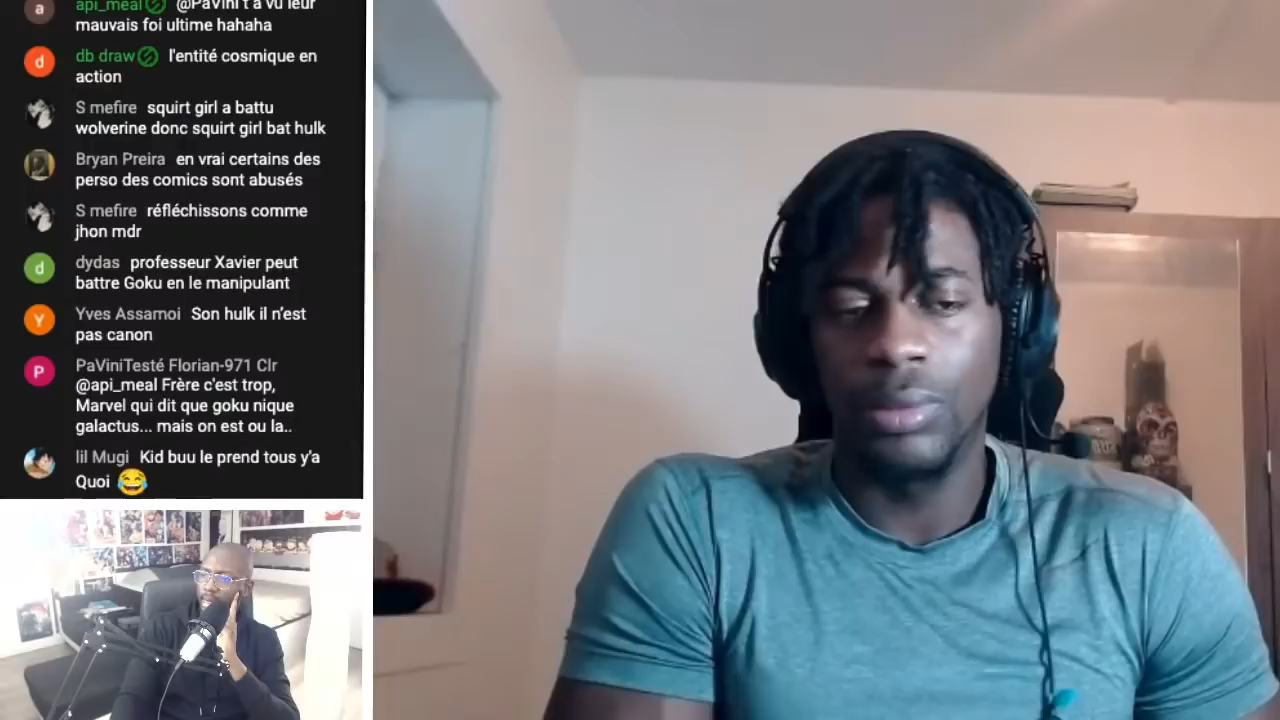 api_meal @PaVini t'a vu leur
mauvais foi ultime hahaha
db draw l'entité cosmique en
action
S mefire squirt girl a battu
wolverine donc squirt girl bat hulk
Bryan Preira en vrai certains des
perso des comics sont abusés
S mefire réfléchissons comme
jhon mdr
dydas professeur Xavier peut
battre Goku en le manipulant
Yves Assamoi Son hulk il n'est
pas canon
PaViniTesté Florian-971 Clr
@api_meal Frère c'est trop,
Marvel qui dit que goku nique
galactus... mais on est ou la..
lil Mugi Kid buu le prend tous y'a
Quoi 😂